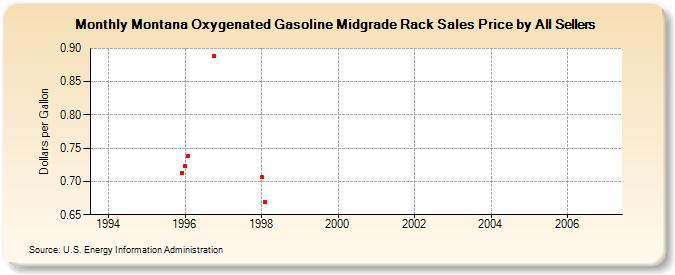 Monthly Montana Oxygenated Gasoline Midgrade Rack Sales Price by All Sellers
Dollars per Gallon
0.90
0.85
0.80
0.75
0.70
0.65
1994 1996 1998 2000 2002 2004 2006
Source: U.S. Energy Information Administration